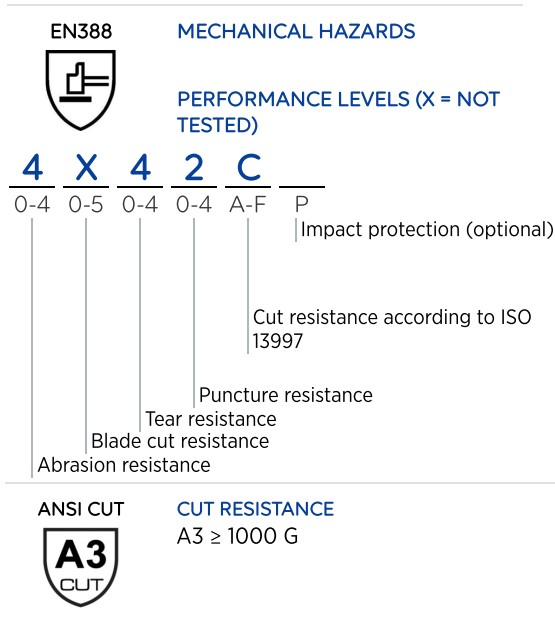 EN388
MECHANICAL HAZARDS
PERFORMANCE LEVELS (X = NOT
TESTED)
4 X 4 2 C
0-4 0-5 0-4 0-4 A-F P
Impact protection (optional)
Cut resistance according to ISO
13997
Puncture resistance
Tear resistance
Blade cut resistance
Abrasion resistance
ANSI CUT
CUT RESISTANCE
A3 ≥ 1000 G
A3
CUT